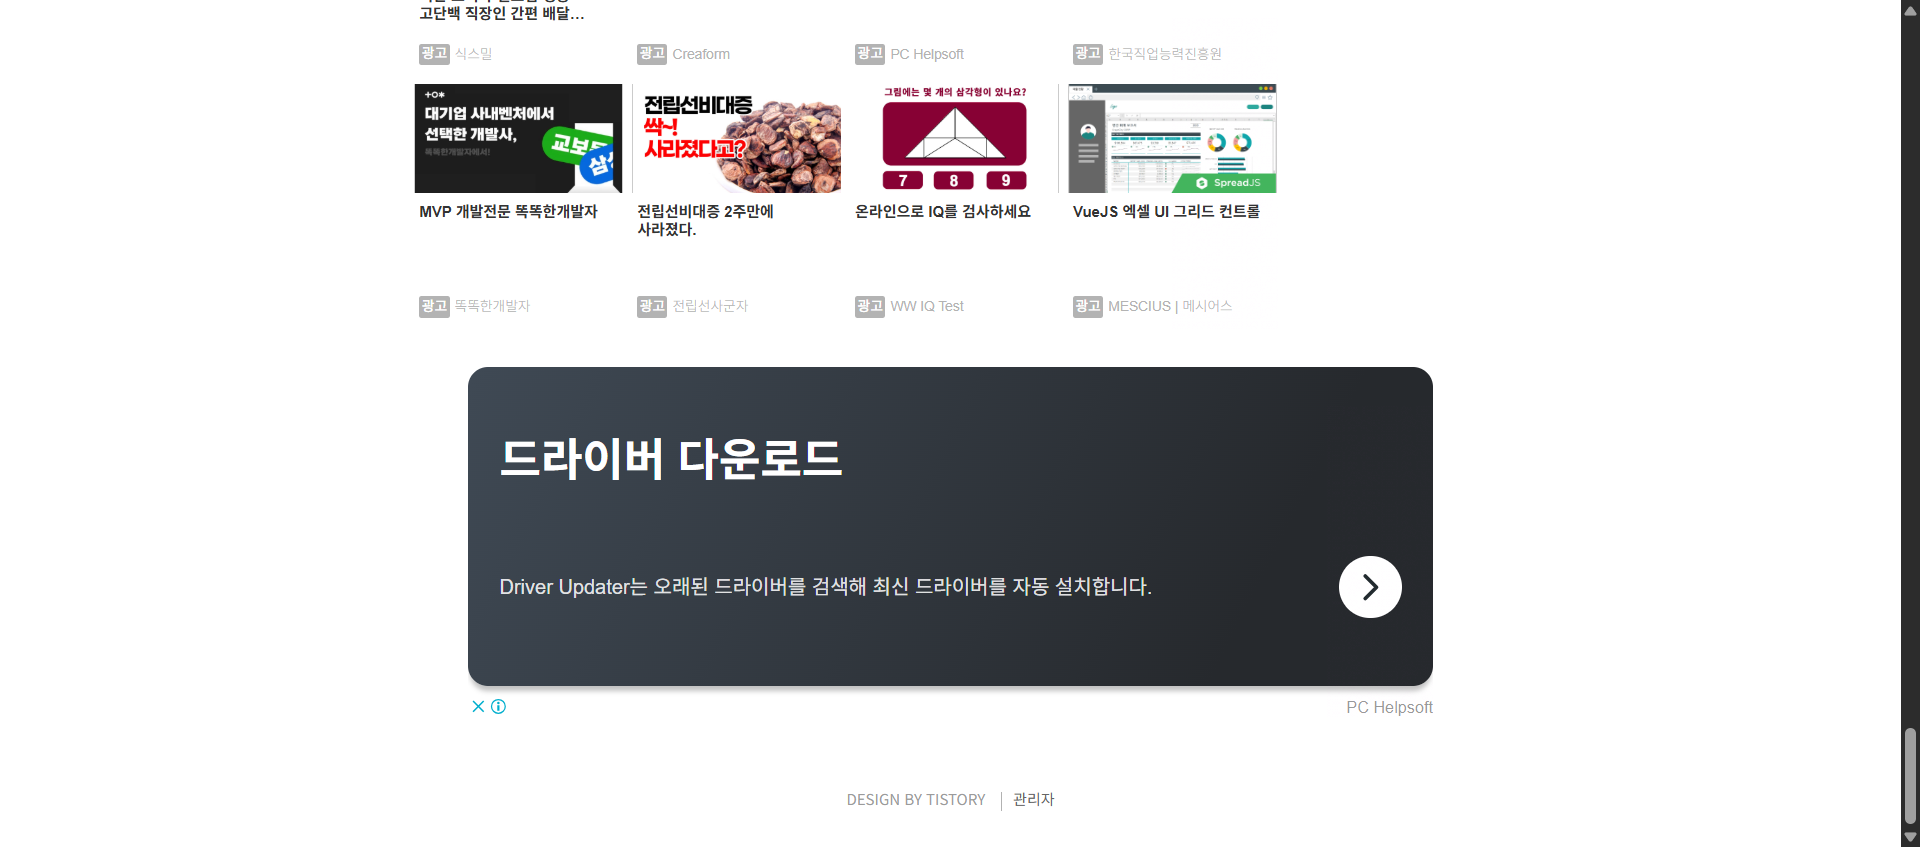 고단백 직장인 간편 배달...
광고 식스밀
광고 Creaform
광고 PC Helpsoft
광고 한국직업능력진흥원
대기업 사내벤처에서
선택한 개발사,
똑똑한개발자에서!
교보
삼성
MVP 개발전문 똑똑한개발자
전립선비대증
싹~!
사라졌다고?
전립선비대증 2주만에
사라졌다.
그림에는 몇 개의 삼각형이 있나요?
7 8 9
온라인으로 IQ를 검사하세요
SpreadJS
VueJS 엑셀 UI 그리드 컨트롤
광고 똑똑한개발자
광고 전립선사군자
광고 WW IQ Test
광고 MESCIUS | 메시어스
드라이버 다운로드
Driver Updater는 오래된 드라이버를 검색해 최신 드라이버를 자동 설치합니다.
PC Helpsoft
DESIGN BY TISTORY
관리자